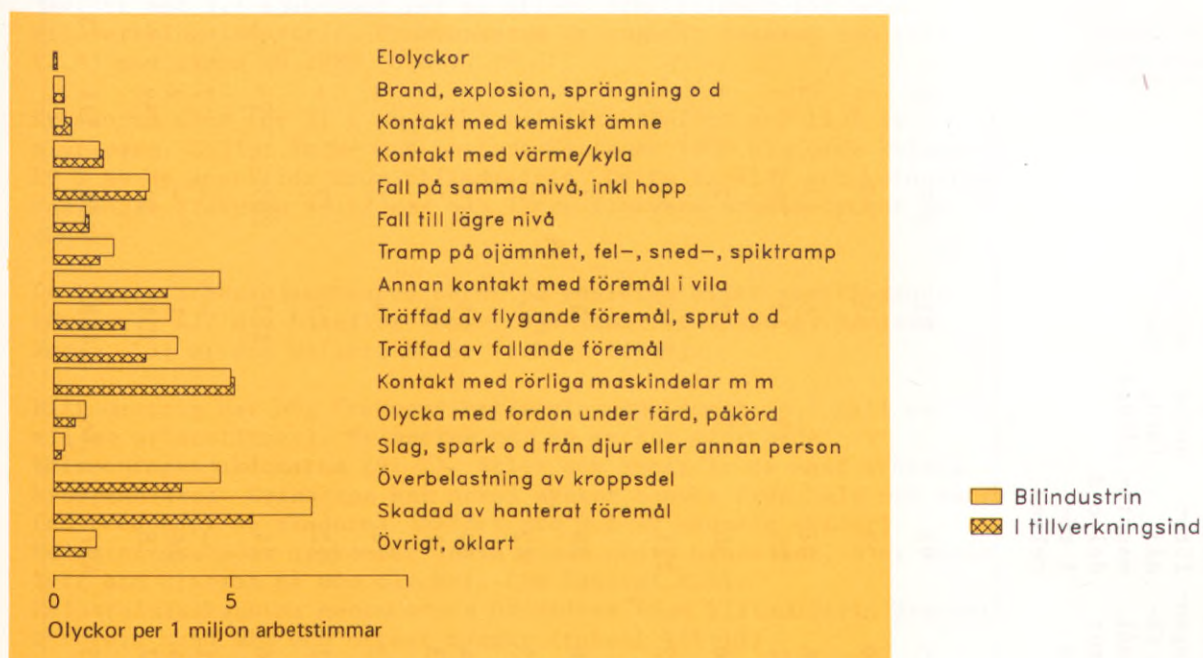 Elolyckor
Brand, explosion, sprängning o d
Kontakt med kemiskt ämne
Kontakt med värme/kyla
Fall på samma nivå, inkl hopp
Fall till lägre nivå
Tramp på ojämnhet, fel-, sned-, spiktramp
Annan kontakt med föremål i vila
Träffad av flygande föremål, sprut o d
Träffad av fallande föremål
Kontakt med rörliga maskindelar m m
Olycka med fordon under färd, påkörd
Slag, spark o d från djur eller annan person
Överbelastning av kroppsdel
Skadad av hanterat föremål
Övrigt, oklart
Bilindustrin
I tillverkningsind
0 5
Olyckor per 1 miljon arbetstimmar